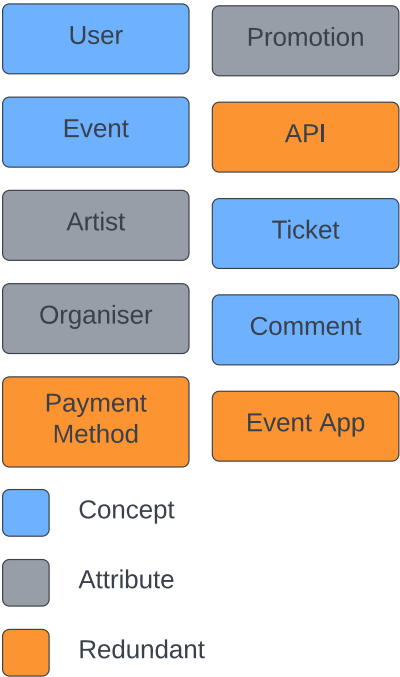 User
Promotion
Event
API
Artist
Ticket
Organiser
Comment
Payment
Method
Event App
Concept
Attribute
Redundant